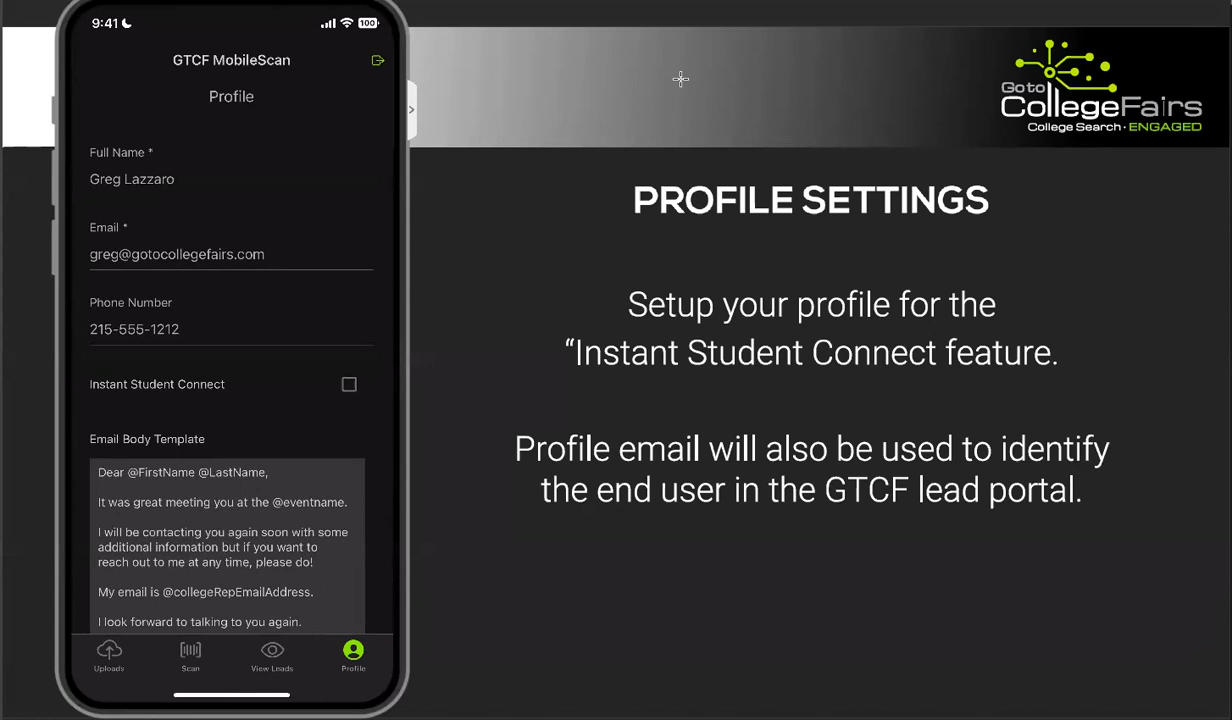 9:41
100
GTCF MobileScan
Profile
Full Name *
Greg Lazzaro
Email *
greg@gotocollegefairs.com
Phone Number
215-555-1212
Instant Student Connect
Email Body Template
Dear @FirstName @LastName,
It was great meeting you at the @eventname.
I will be contacting you again soon with some
additional information but if you want to
reach out to me at any time, please do!
My email is @collegeRepEmailAddress.
I look forward to talking to you again.
Uploads
Scan
View Leads
Profile
Go to
CollegeFairs
College Search · ENGAGED
PROFILE SETTINGS
Setup your profile for the
“Instant Student Connect feature.
Profile email will also be used to identify
the end user in the GTCF lead portal.